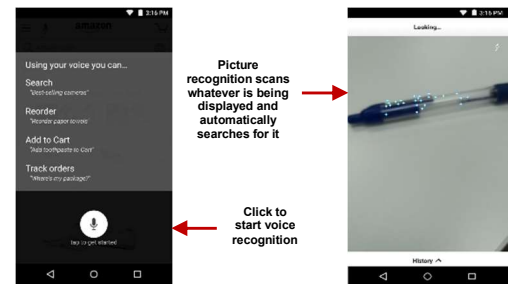 3:16 PM
amazon
Using your voice you can...
Search
"Best-selling cameras"
Reorder
"Reorder paper towels"
Add to Cart
"Add toothpaste to Cart"
Track orders
"Where's my package?"
tap to get started
Picture
recognition scans
whatever is being
displayed and
automatically
searches for it
Click to
start voice
recognition
3:15 PM
Looking...
History